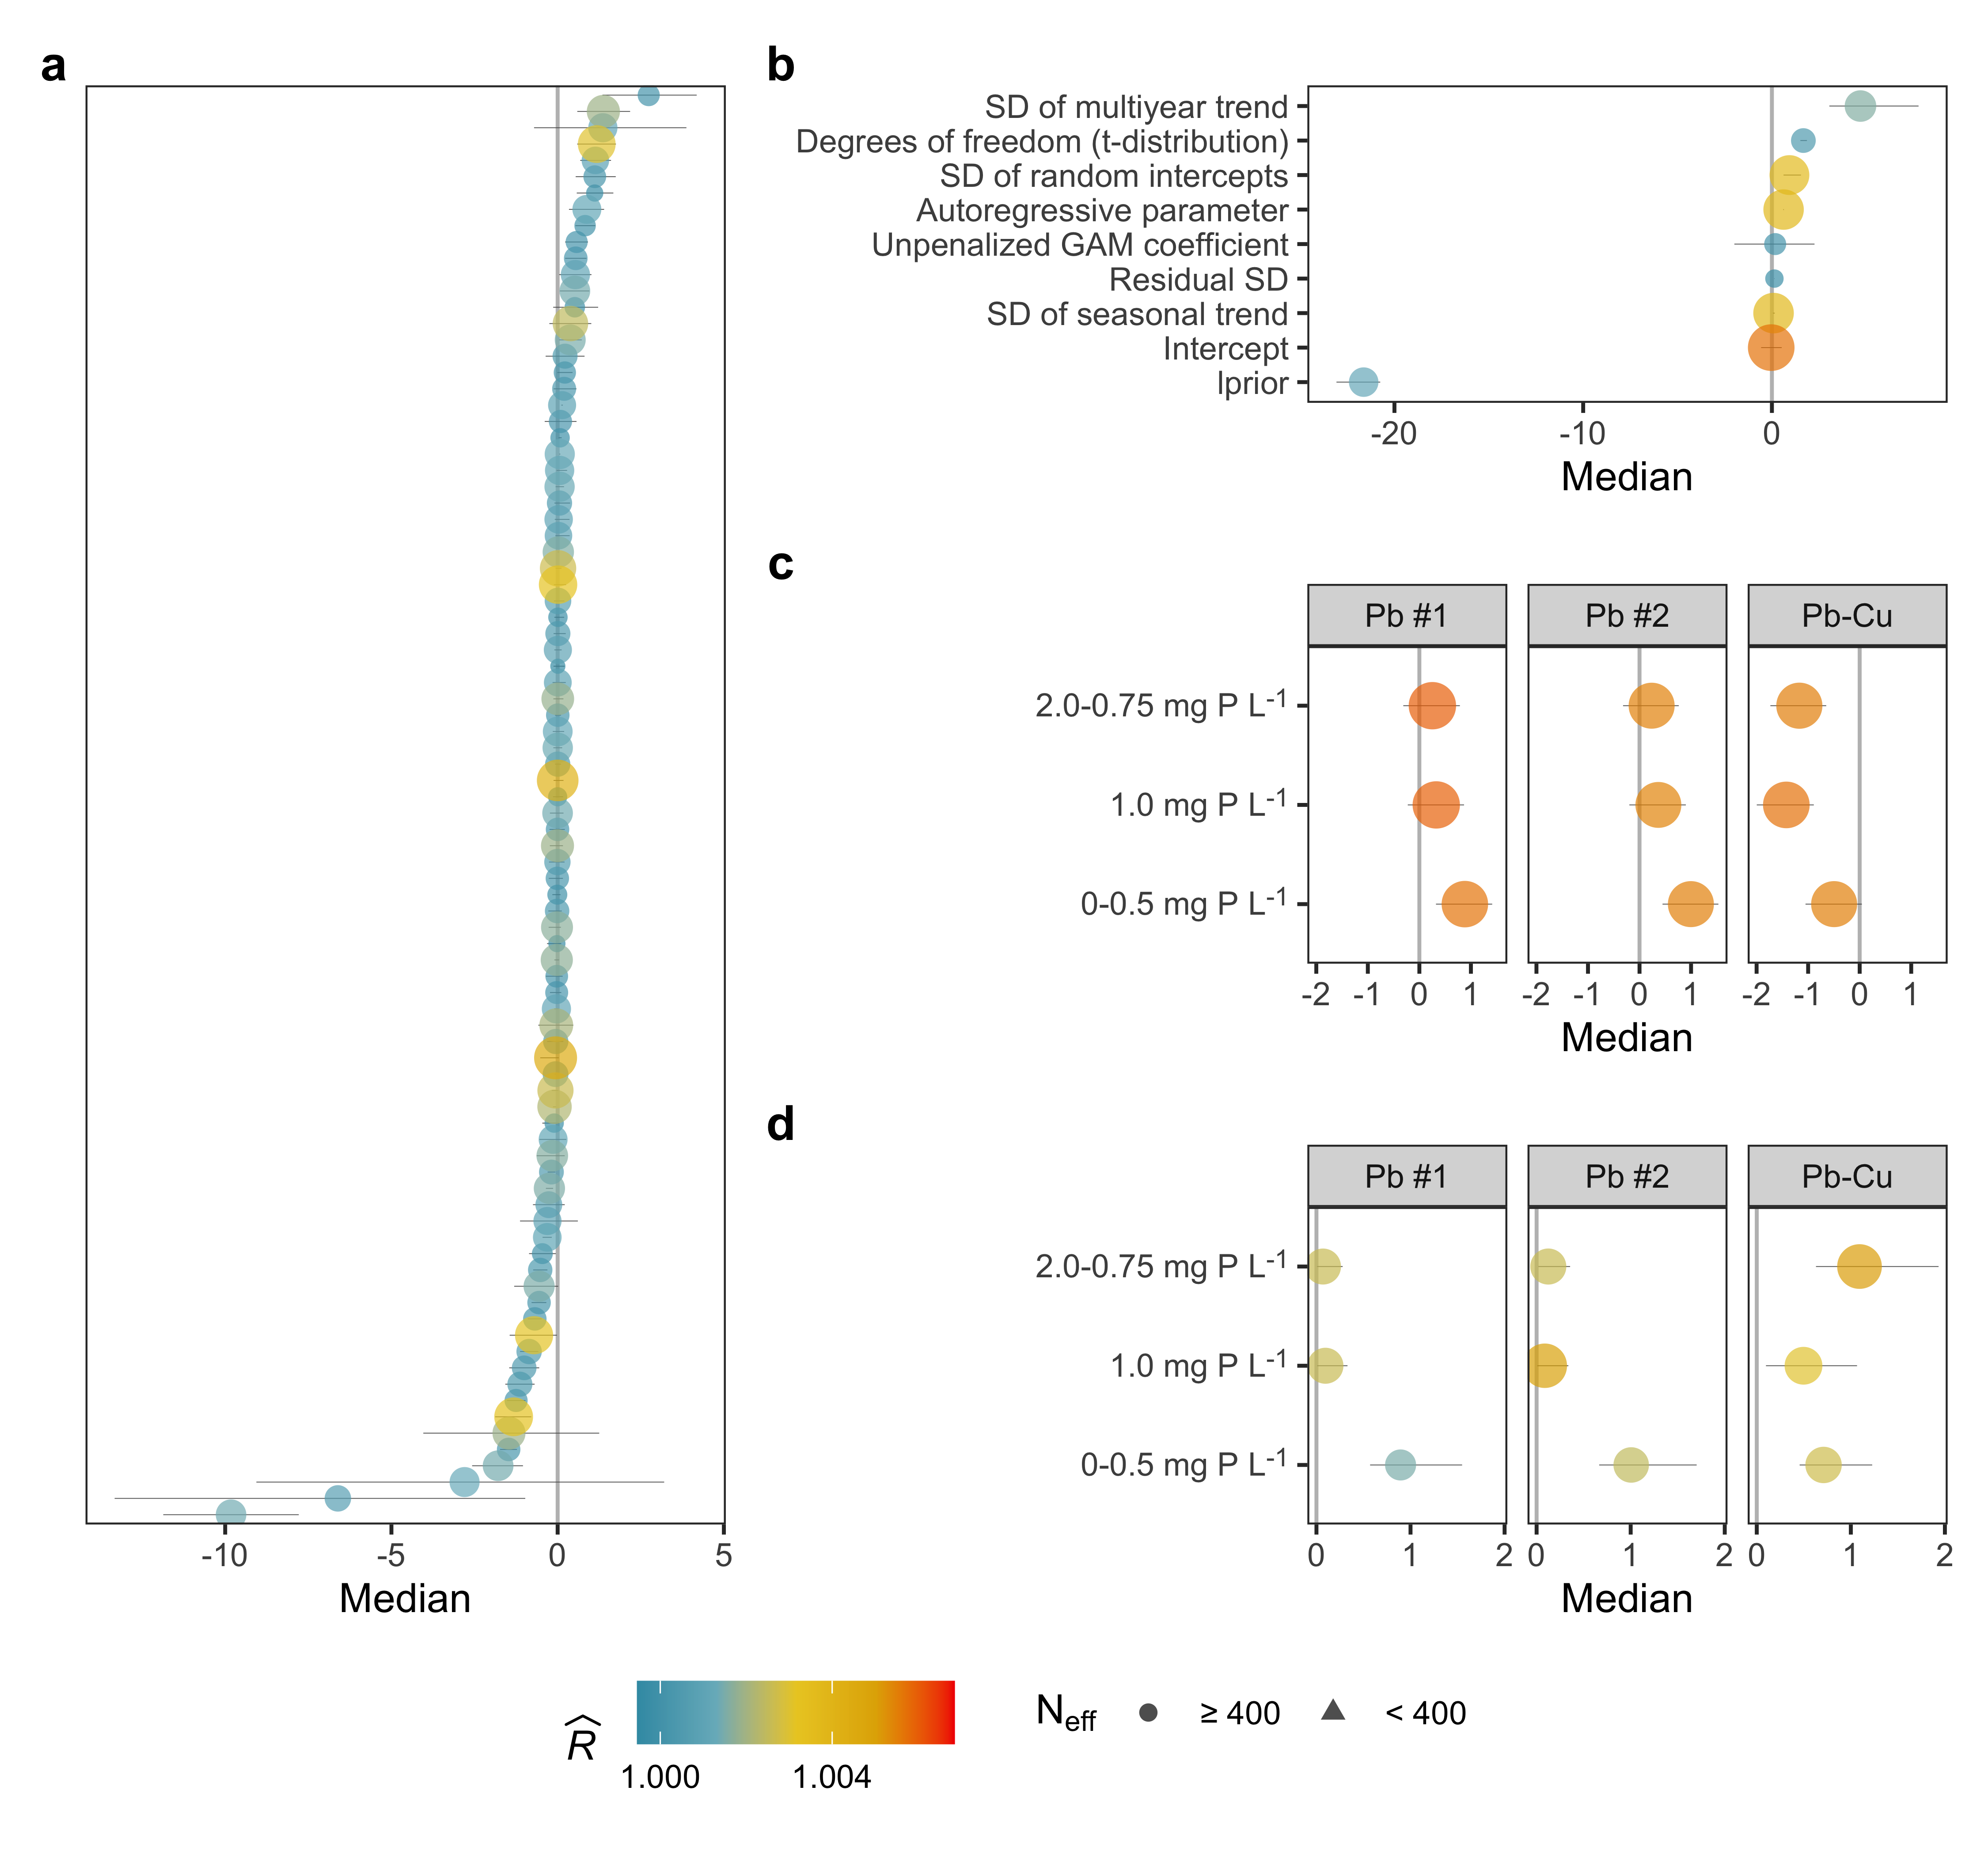 a
-10 -5 0 5
Median
b
SD of multiyear trend
Degrees of freedom (t-distribution)
SD of random intercepts
Autoregressive parameter
Unpenalized GAM coefficient
Residual SD
SD of seasonal trend
Intercept
lprior
-20 -10 0
Median
c
Pb #1 Pb #2 Pb-Cu
2.0-0.75 mg P L-1
1.0 mg P L-1
0-0.5 mg P L-1
-2 -1 0 1 -2 -1 0 1 -2 -1 0 1
Median
d
Pb #1 Pb #2 Pb-Cu
2.0-0.75 mg P L-1
1.0 mg P L-1
0-0.5 mg P L-1
0 1 2 0 1 2 0 1 2
Median
R̂
1.000 1.004
Neff ≥ 400 < 400